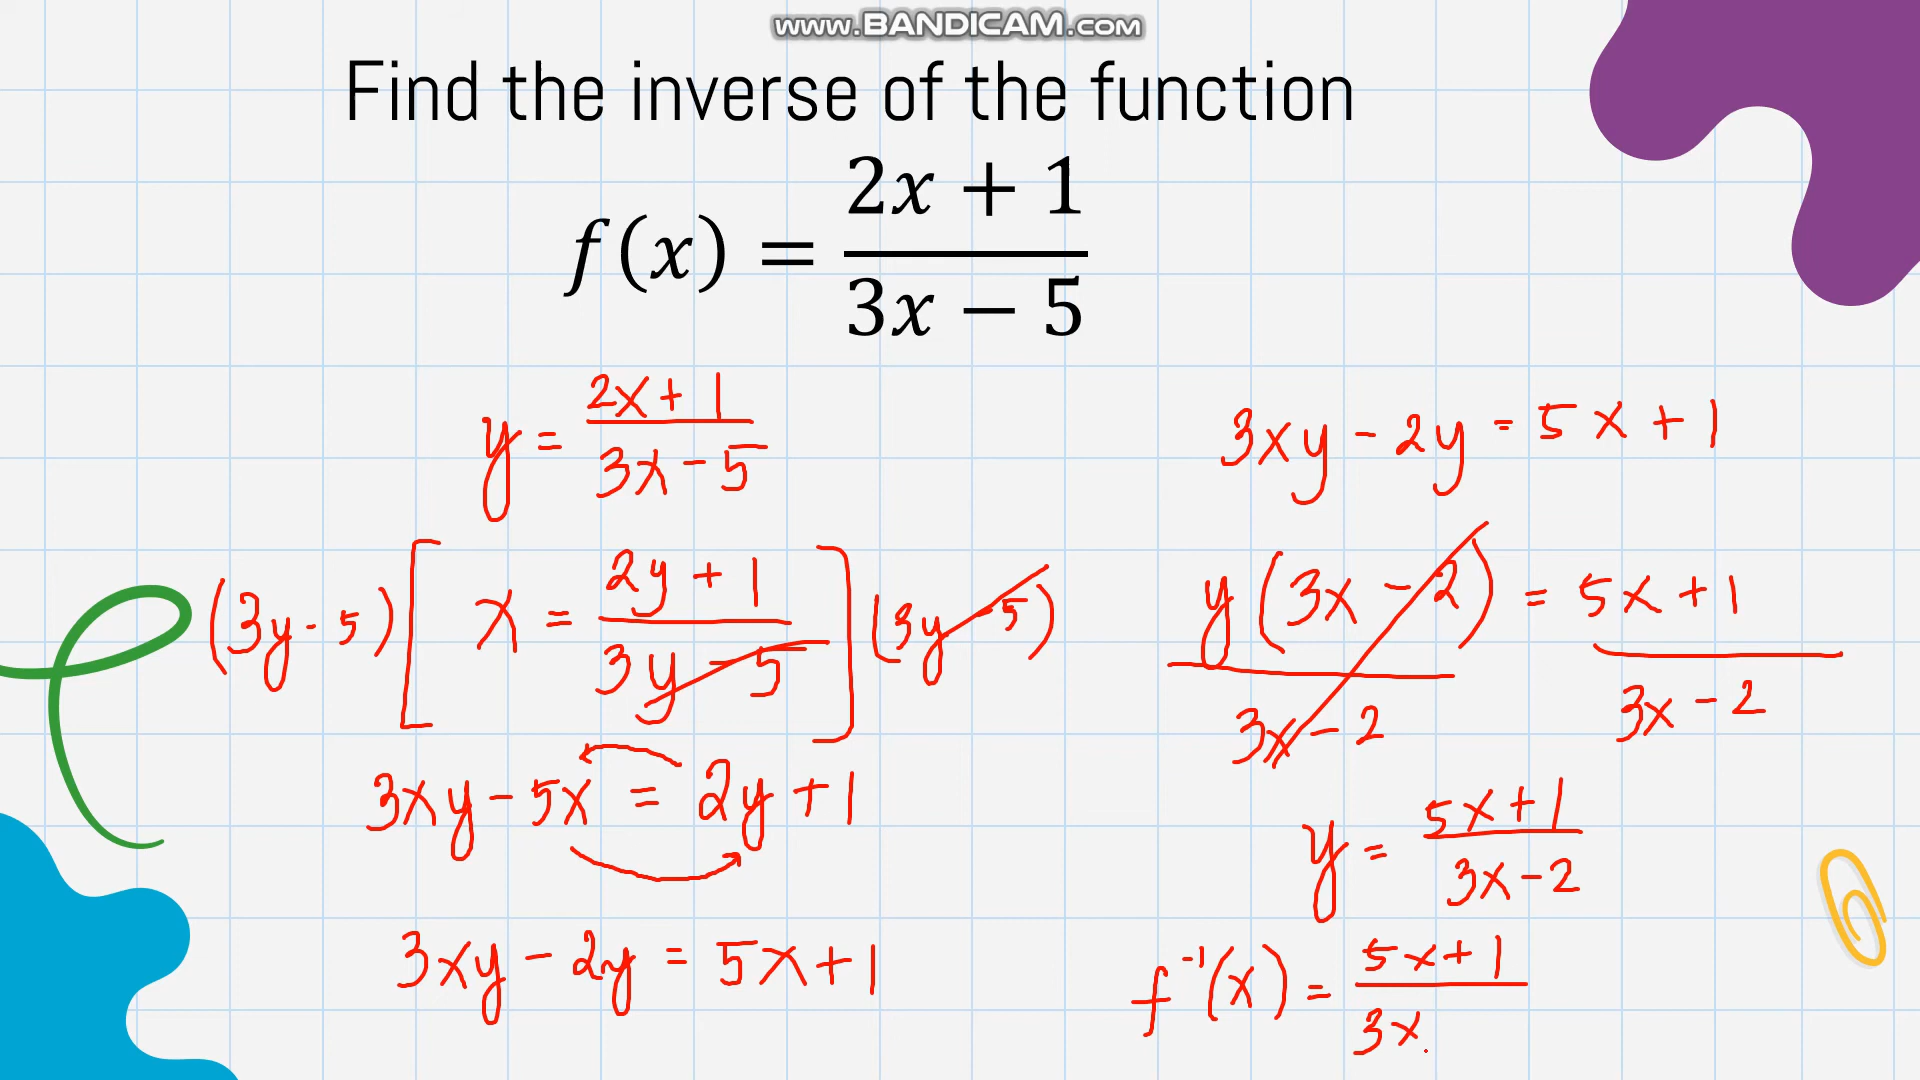 www.BANDICAM.com
Find the inverse of the function
f(x) = (2x + 1)/(3x − 5)
y = (2x + 1)/(3x − 5)
(3y - 5) [ x = (2y + 1)/(3y − 5) ] (3y − 5)
3xy − 5x = 2y + 1
3xy − 2y = 5x + 1
3xy − 2y = 5x + 1
y(3x − 2)/(3x − 2) = (5x + 1)/(3x − 2)
y = (5x + 1)/(3x − 2)
f⁻¹(x) = (5x + 1)/(3x